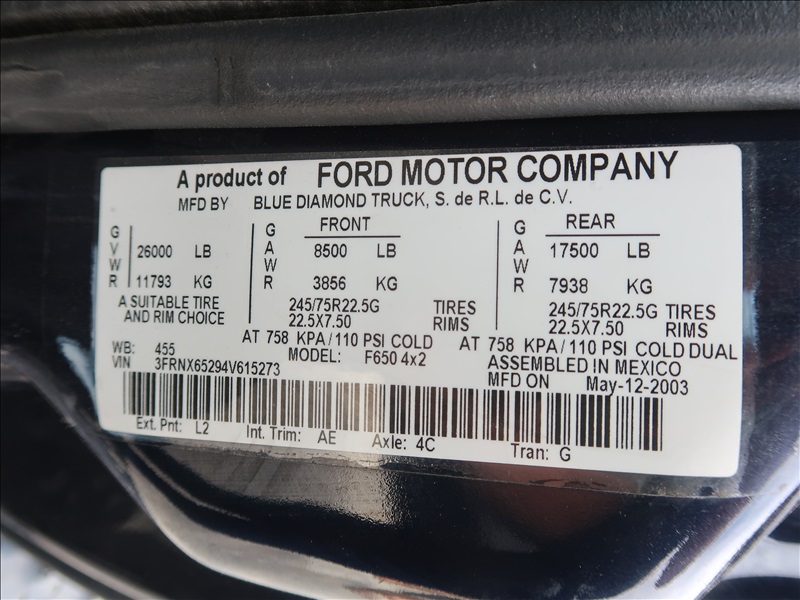 A product of FORD MOTOR COMPANY
MFD BY BLUE DIAMOND TRUCK, S. de R.L. de C.V.
GVWR 26000 LB
11793 KG
FRONT
GAWR 8500 LB
3856 KG
REAR
GAWR 17500 LB
7938 KG
A SUITABLE TIRE
AND RIM CHOICE
245/75R22.5G TIRES
22.5X7.50 RIMS
245/75R22.5G TIRES
22.5X7.50 RIMS
AT 758 KPA/110 PSI COLD
AT 758 KPA/110 PSI COLD DUAL
WB: 455
MODEL: F650 4x2
ASSEMBLED IN MEXICO
VIN 3FRNX65294V615273
MFD ON May-12-2003
Ext. Pnt: L2 Int. Trim: AE Axle: 4C Tran: G